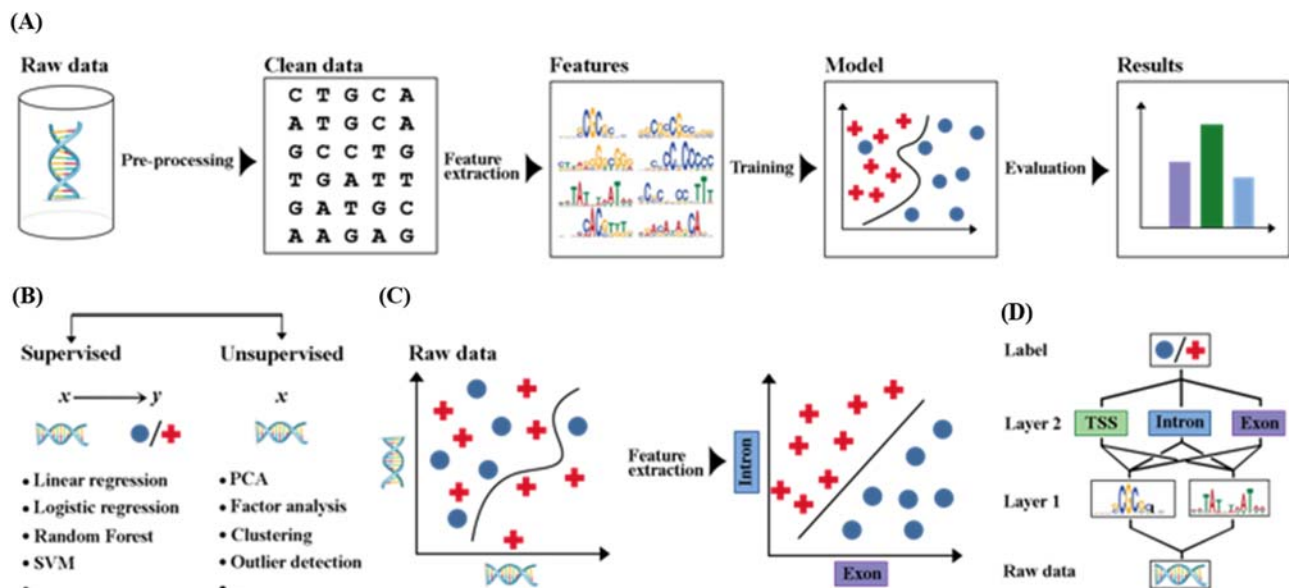 (A)
Raw data
Pre-processing
Clean data
C T G C A
A T G C A
G C C T G
T G A T T
G A T G C
A A G A G
Feature
extraction
Features
Training
Model
Evaluation
Results
(B)
Supervised
Unsupervised
x y
x
/
• Linear regression
• Logistic regression
• Random Forest
• SVM
• PCA
• Factor analysis
• Clustering
• Outlier detection
(C)
Raw data
Feature
extraction
Intron
Exon
(D)
Label
/
Layer 2
TSS
Intron
Exon
Layer 1
Raw data